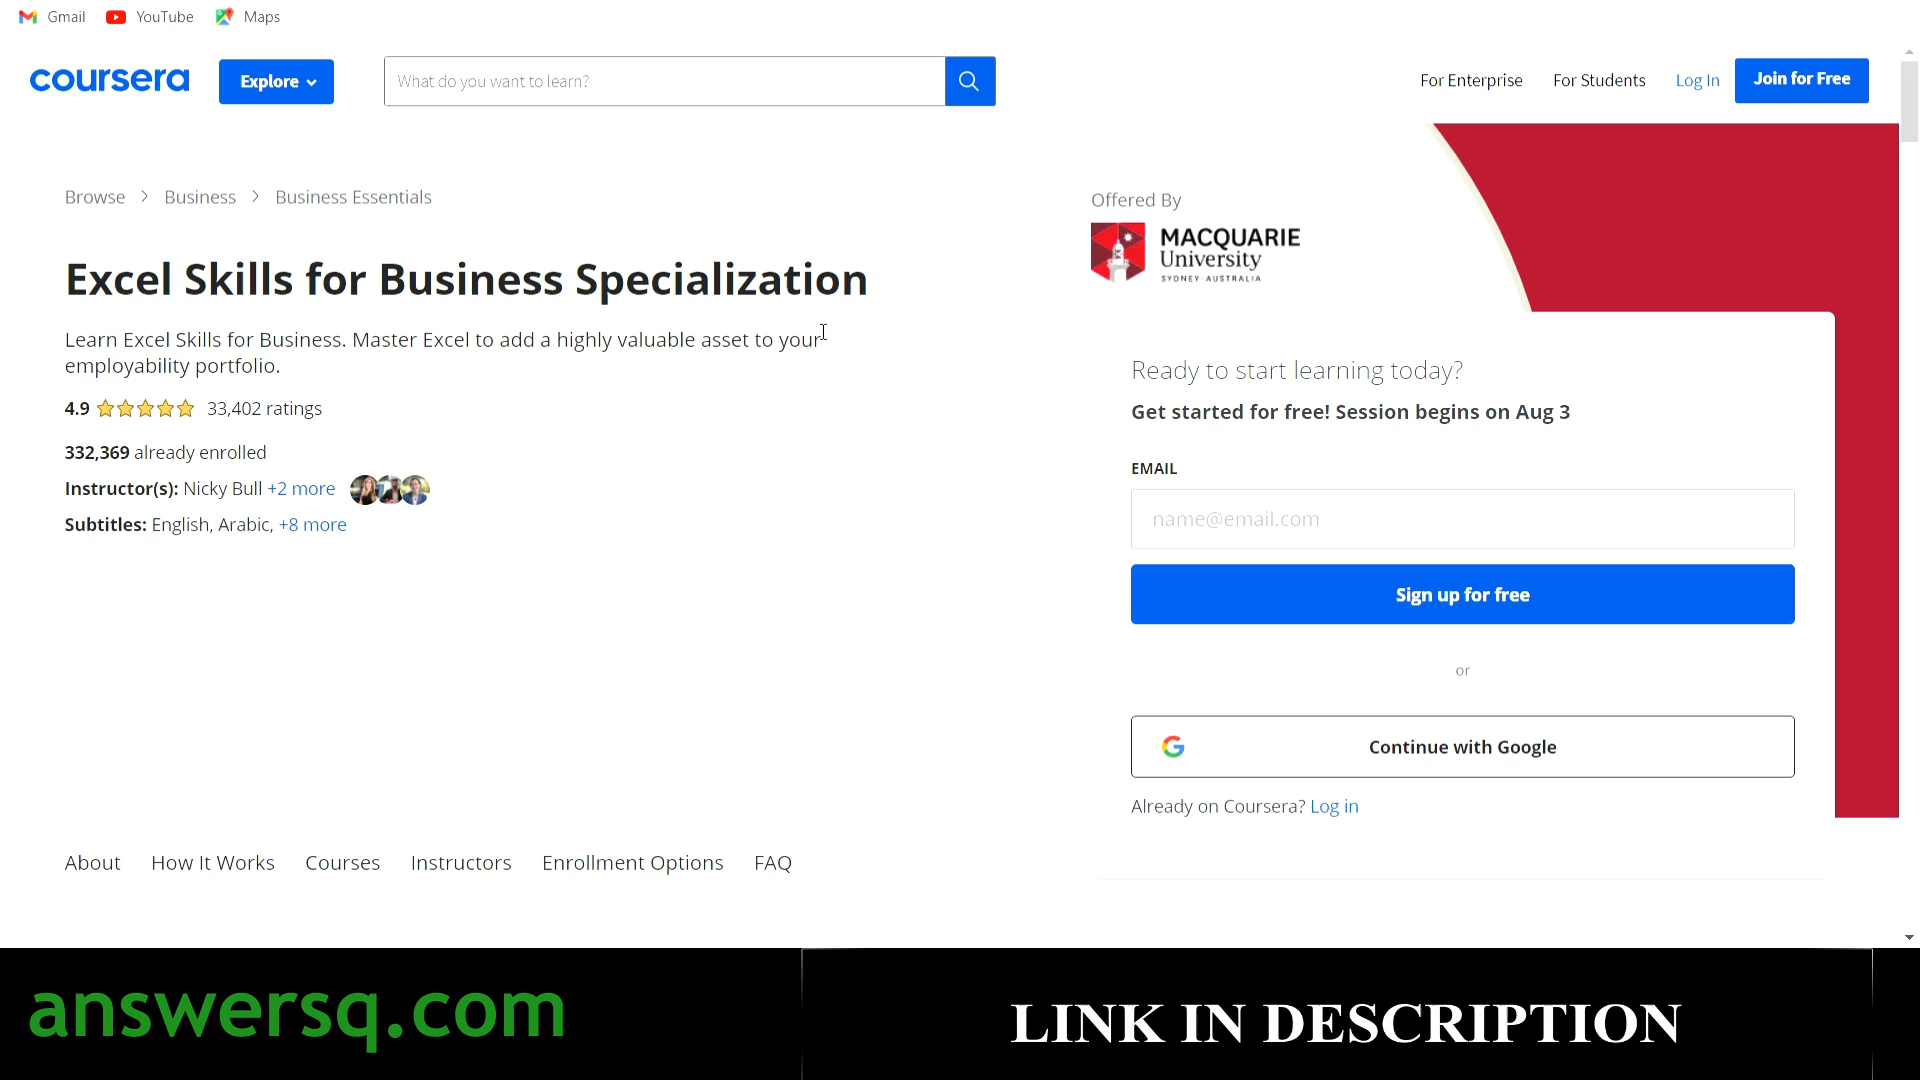 Gmail YouTube Maps
coursera Explore What do you want to learn? For Enterprise For Students Log In Join for Free
Browse > Business > Business Essentials
Excel Skills for Business Specialization
Learn Excel Skills for Business. Master Excel to add a highly valuable asset to your
employability portfolio.
4.9 33,402 ratings
332,369 already enrolled
Instructor(s): Nicky Bull +2 more
Subtitles: English, Arabic, +8 more
Offered By
MACQUARIE
University
SYDNEY·AUSTRALIA
Ready to start learning today?
Get started for free! Session begins on Aug 3
EMAIL
name@email.com
Sign up for free
or
Continue with Google
Already on Coursera? Log in
About How It Works Courses Instructors Enrollment Options FAQ
answersq.com
LINK IN DESCRIPTION